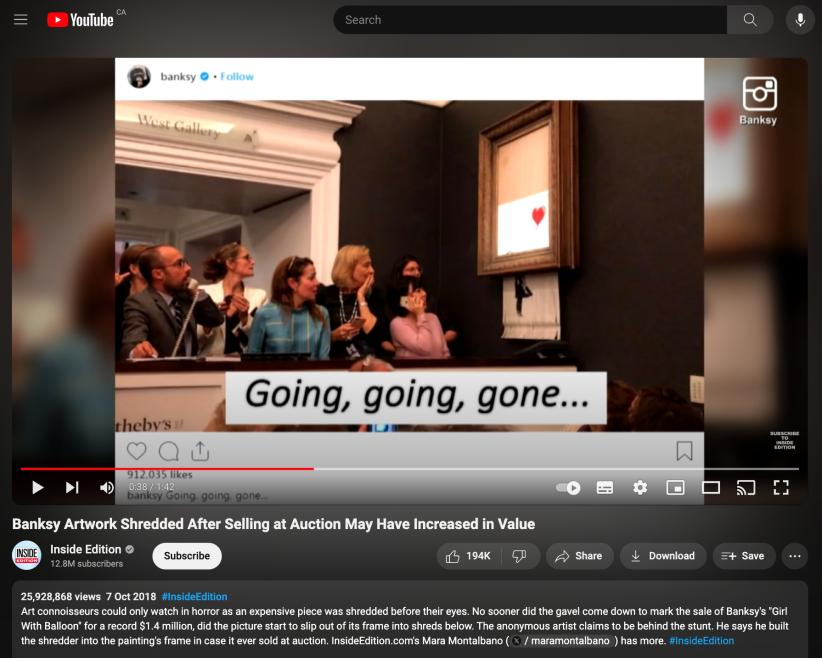 YouTube CA
Search
banksy • Follow
Banksy
West Gallery
Going, going, gone...
theby's
SUBSCRIBE
TO
INSIDE
EDITION
912,035 likes
0:38 / 1:42
banksy Going, going, gone...
Banksy Artwork Shredded After Selling at Auction May Have Increased in Value
INSIDE
EDITION
Inside Edition
12.8M subscribers
Subscribe
194K
Share
Download
Save
25,928,868 views 7 Oct 2018 #InsideEdition
Art connoisseurs could only watch in horror as an expensive piece was shredded before their eyes. No sooner did the gavel come down to mark the sale of Banksy's "Girl
With Balloon" for a record $1.4 million, did the picture start to slip out of its frame into shreds below. The anonymous artist claims to be behind the stunt. He says he built
the shredder into the painting's frame in case it ever sold at auction. InsideEdition.com's Mara Montalbano ( X / maramontalbano ) has more. #InsideEdition